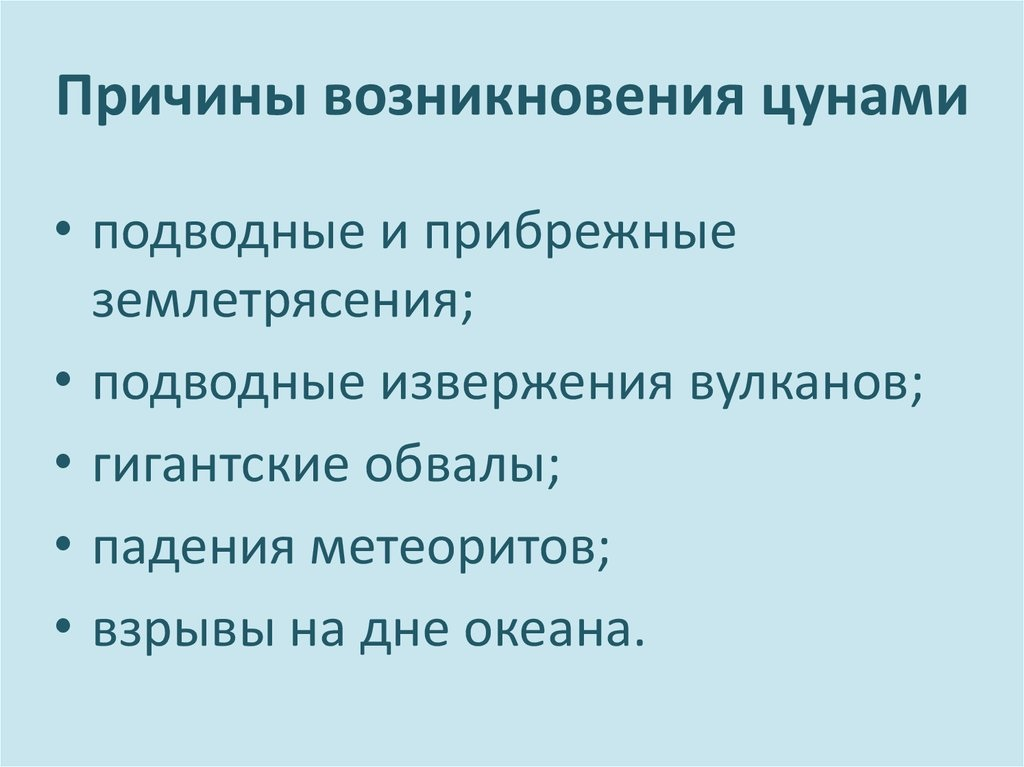 Причины возникновения цунами
• подводные и прибрежные
землетрясения;
• подводные извержения вулканов;
• гигантские обвалы;
• падения метеоритов;
• взрывы на дне океана.